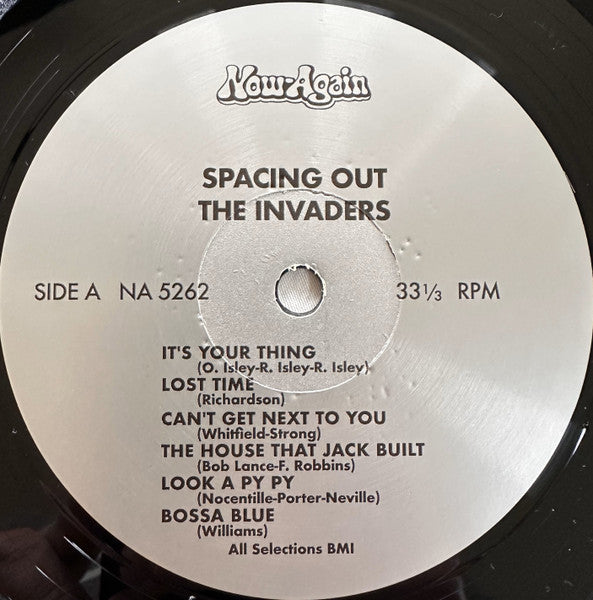 Now-Again
SPACING OUT
THE INVADERS
SIDE A NA 5262 33 1/3 RPM
IT'S YOUR THING
(O. Isley-R. Isley-R. Isley)
LOST TIME
(Richardson)
CAN'T GET NEXT TO YOU
(Whitfield-Strong)
THE HOUSE THAT JACK BUILT
(Bob Lance-F. Robbins)
LOOK A PY PY
(Nocentille-Porter-Neville)
BOSSA BLUE
(Williams)
All Selections BMI